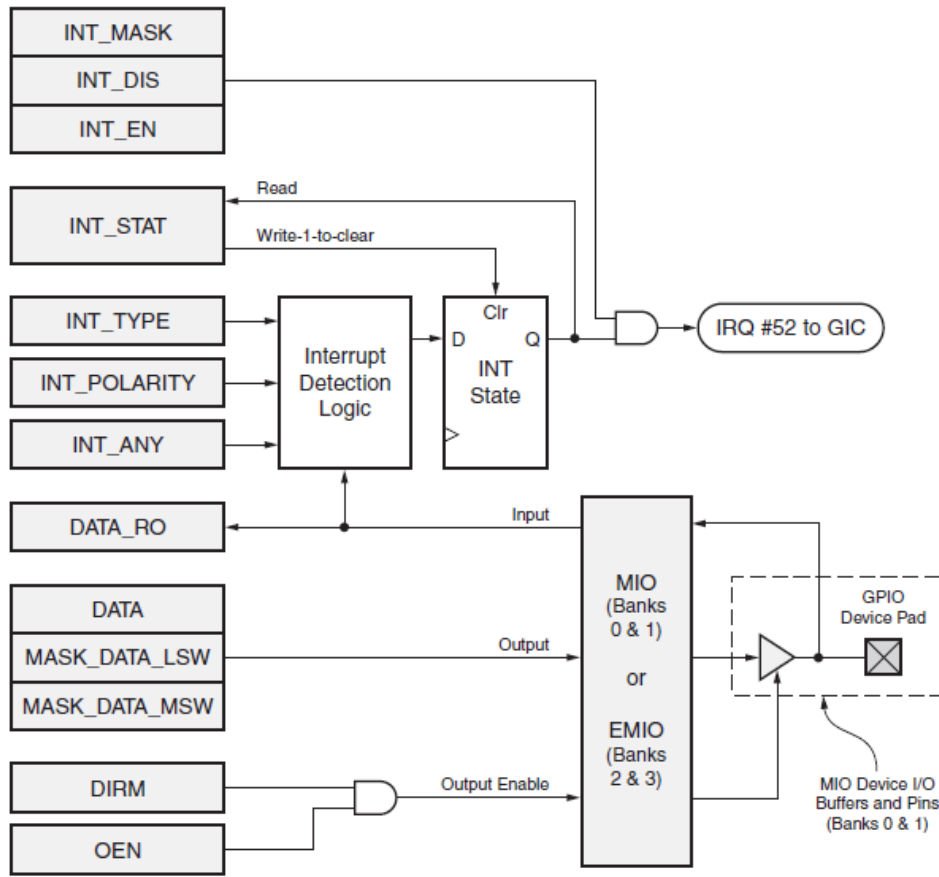 INT_MASK
INT_DIS
INT_EN
INT_STAT
Read
Write-1-to-clear
INT_TYPE
INT_POLARITY
INT_ANY
Interrupt
Detection
Logic
Clr
D
Q
INT
State
IRQ #52 to GIC
DATA_RO
Input
DATA
MASK_DATA_LSW
MASK_DATA_MSW
Output
DIRM
OEN
Output Enable
MIO
(Banks
0 & 1)
or
EMIO
(Banks
2 & 3)
GPIO
Device Pad
MIO Device I/O
Buffers and Pins
(Banks 0 & 1)